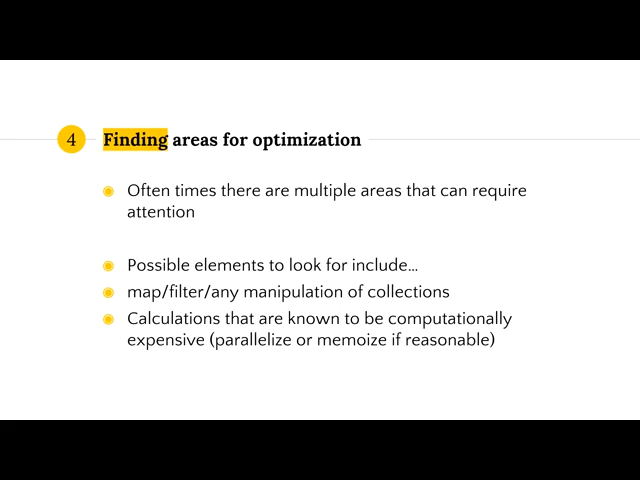 4
Finding areas for optimization
Often times there are multiple areas that can require
attention
Possible elements to look for include…
map/filter/any manipulation of collections
Calculations that are known to be computationally
expensive (parallelize or memoize if reasonable)